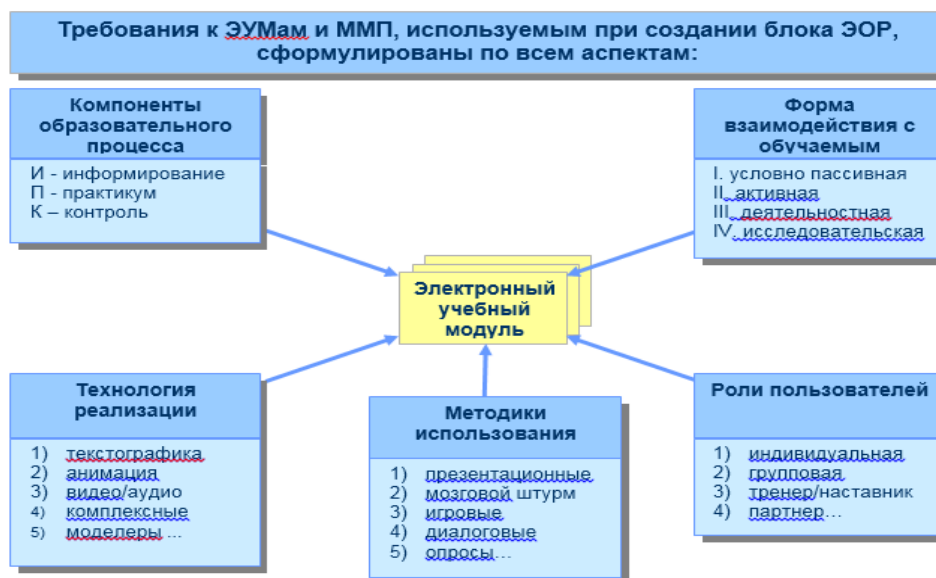 Требования к ЭУМам и ММП, используемым при создании блока ЭОР,
сформулированы по всем аспектам:
Компоненты
образовательного
процесса
И - информирование
П - практикум
К – контроль
Форма
взаимодействия с
обучаемым
I. условно пассивная
II. активная
III. деятельностная
IV. исследовательская
Электронный
учебный
модуль
Технология
реализации
1) текстографика
2) анимация
3) видео/аудио
4) комплексные
5) моделеры ...
Методики
использования
1) презентационные
2) мозговой штурм
3) игровые
4) диалоговые
5) опросы...
Роли пользователей
1) индивидуальная
2) групповая
3) тренер/наставник
4) партнер...